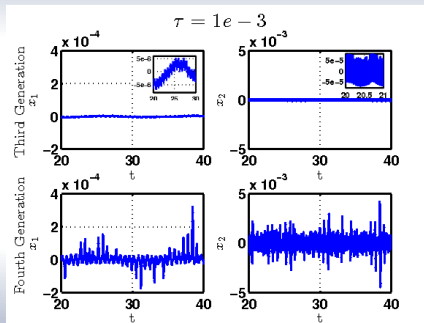 τ = 1e − 3
Third Generation
x 10⁻⁴
x₁
4
2
0
−2
20
30
40
t
5e−6
−5e−6
20
25
30
x 10⁻³
x₂
5
0
−5
20
30
40
t
5e−5
−5e−5
20
20.5
21
Fourth Generation
x 10⁻⁴
x₁
4
2
0
−2
20
30
40
t
x 10⁻³
x₂
5
0
−5
20
30
40
t